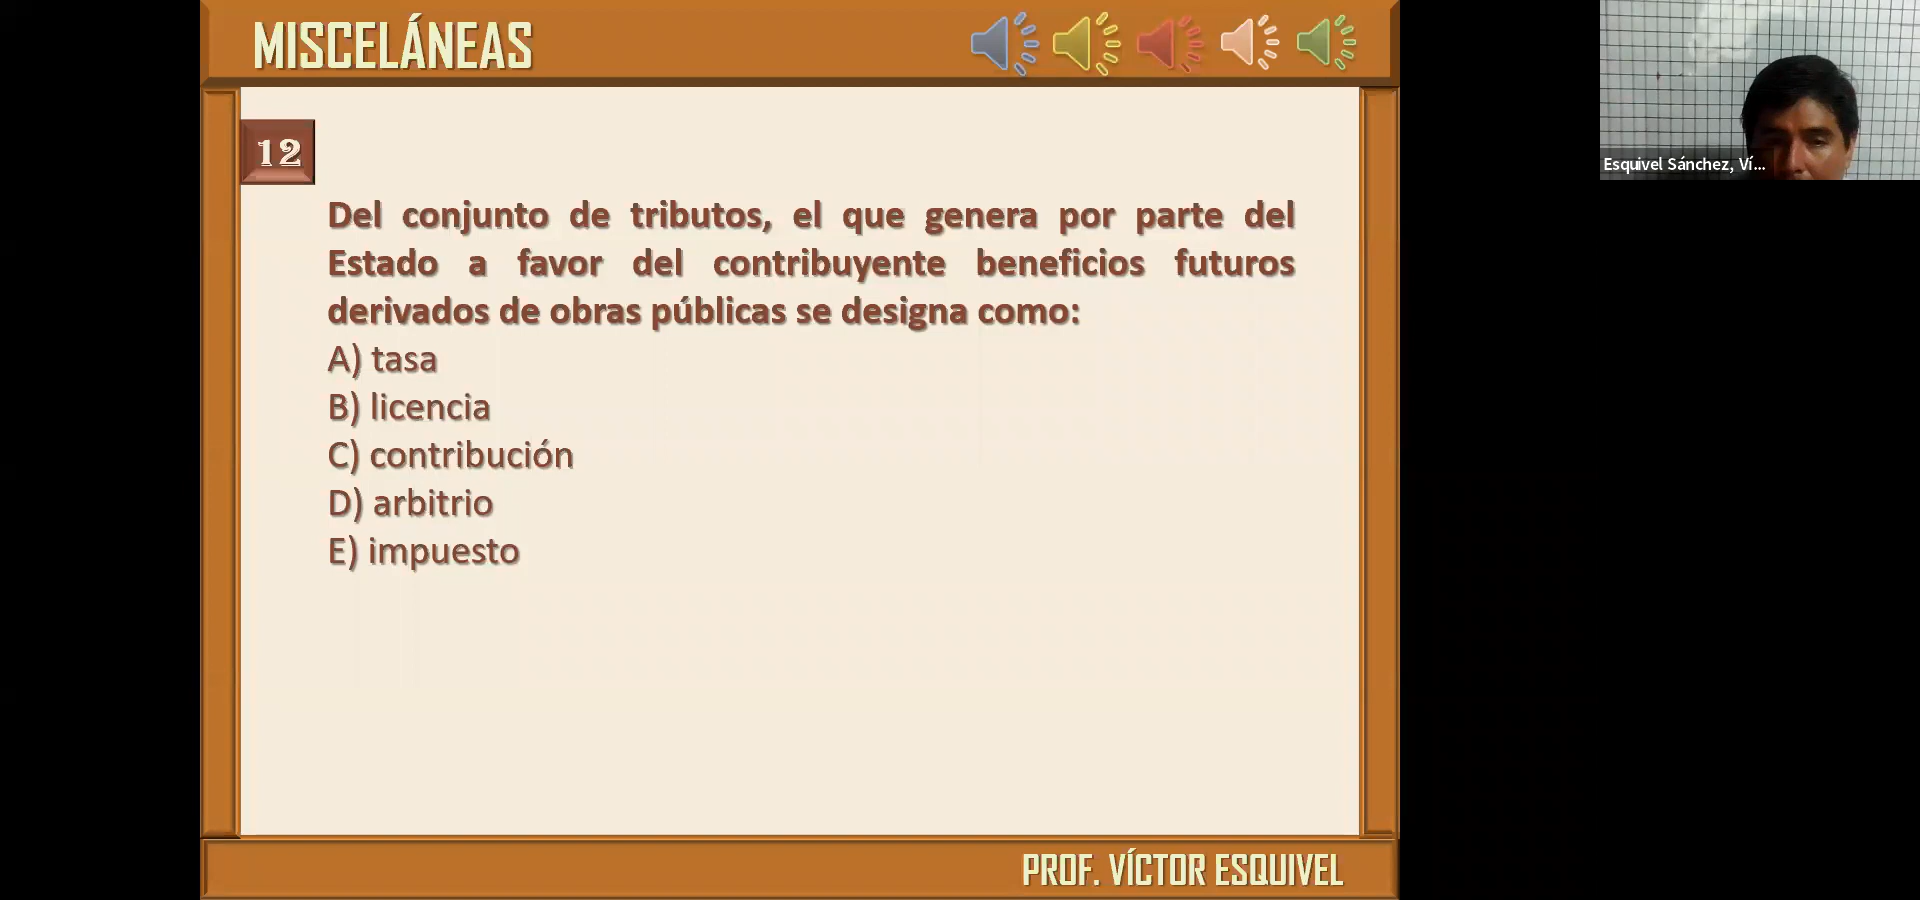 MISCELÁNEAS
Esquivel Sánchez, Ví...
12
Del conjunto de tributos, el que genera por parte del
Estado a favor del contribuyente beneficios futuros
derivados de obras públicas se designa como:
A) tasa
B) licencia
C) contribución
D) arbitrio
E) impuesto
PROF. VÍCTOR ESQUIVEL